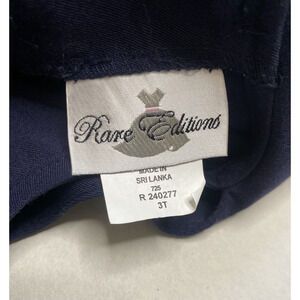 Rare Editions
MADE IN
SRI LANKA
725
R 240277
3T